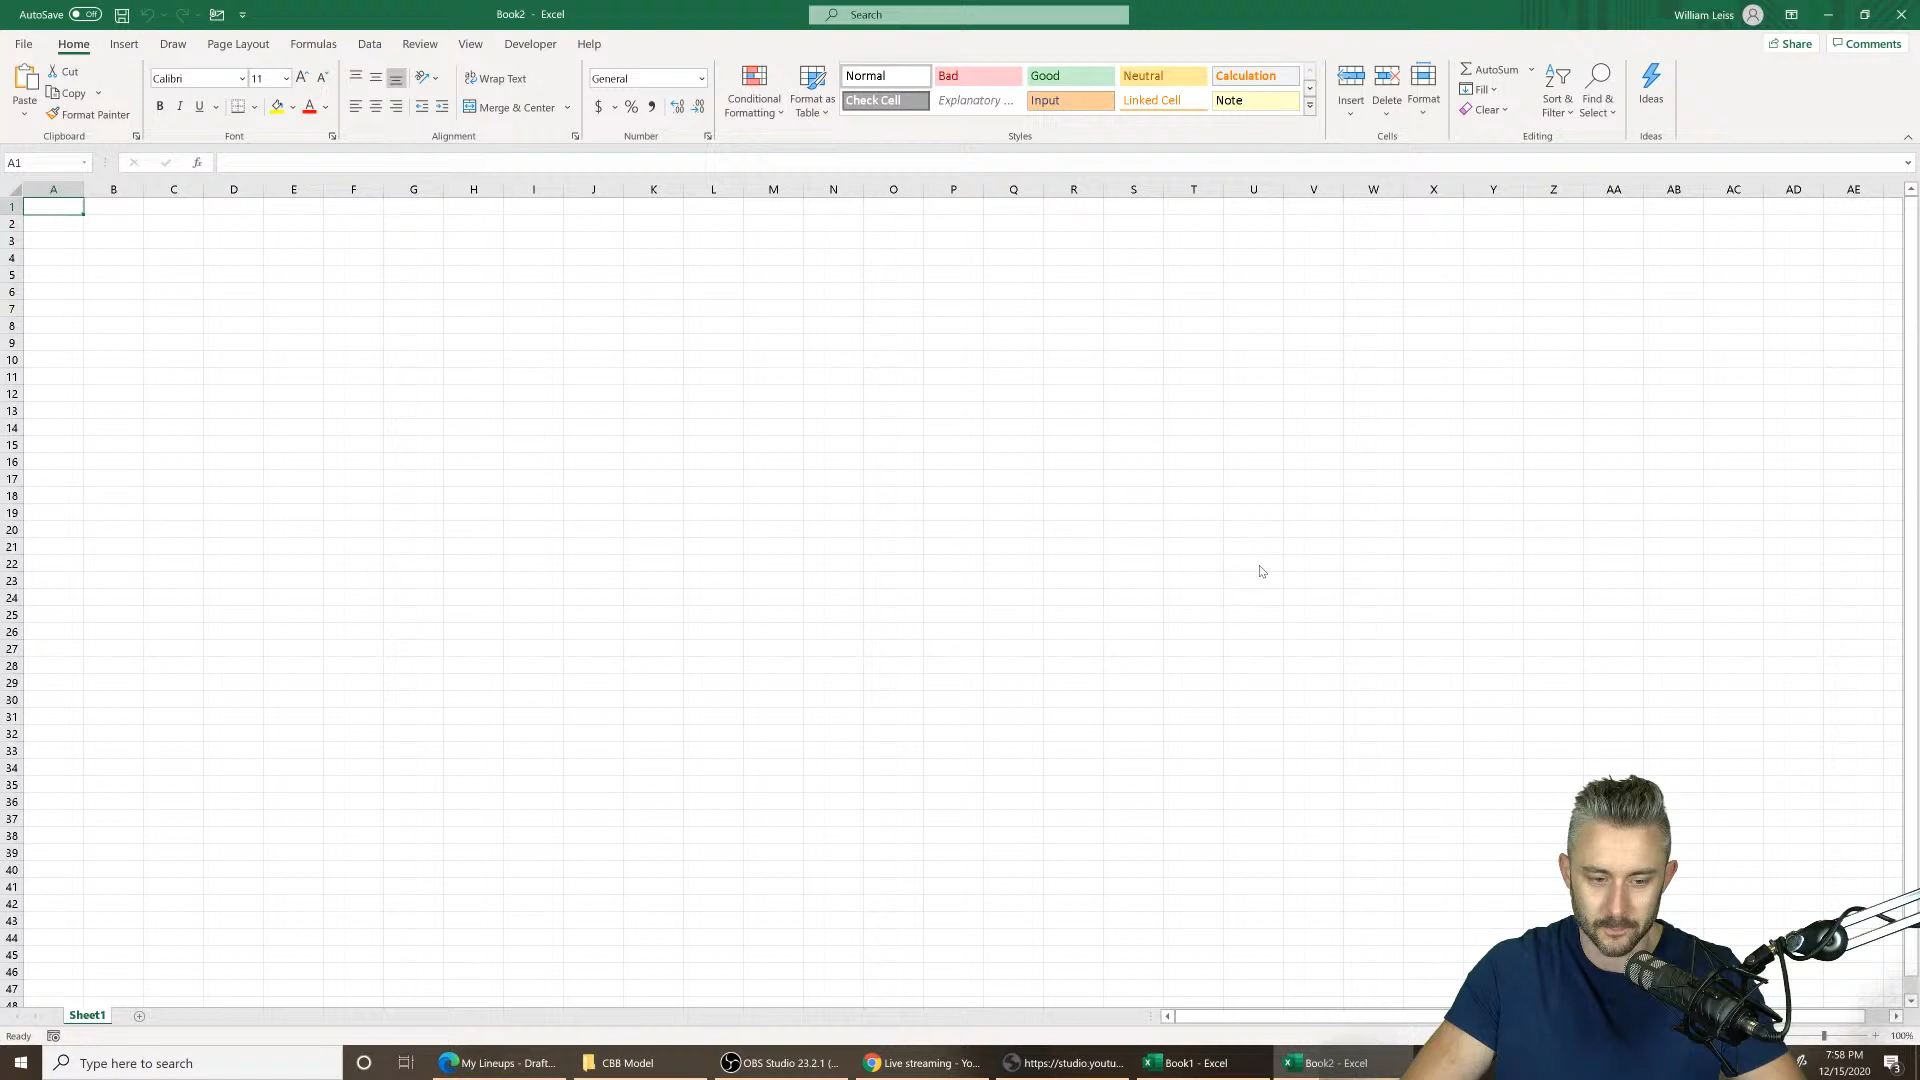 AutoSave Off Book2 - Excel Search William Leiss
File Home Insert Draw Page Layout Formulas Data Review View Developer Help Share Comments
Paste Cut Copy Format Painter Clipboard
Calibri 11 A A B I U A Font
Wrap Text Merge & Center Alignment
General $ % Number
Conditional Formatting Format as Table
Normal Bad Good Neutral Calculation
Check Cell Explanatory ... Input Linked Cell Note
Styles
Insert Delete Format Cells
AutoSum Fill Clear Sort & Filter Find & Select Editing
Ideas Ideas
A1 fx
A B C D E F G H I J K L M N O P Q R S T U V W X Y Z AA AB AC AD AE
1
2
3
4
5
6
7
8
9
10
11
12
13
14
15
16
17
18
19
20
21
22
23
24
25
26
27
28
29
30
31
32
33
34
35
36
37
38
39
40
41
42
43
44
45
46
47
48
Sheet1
Ready 100%
Type here to search My Lineups - Draft... CBB Model OBS Studio 23.2.1 (... Live streaming - Yo... https://studio.youtu... Book1 - Excel Book2 - Excel 7:58 PM
12/15/2020 3